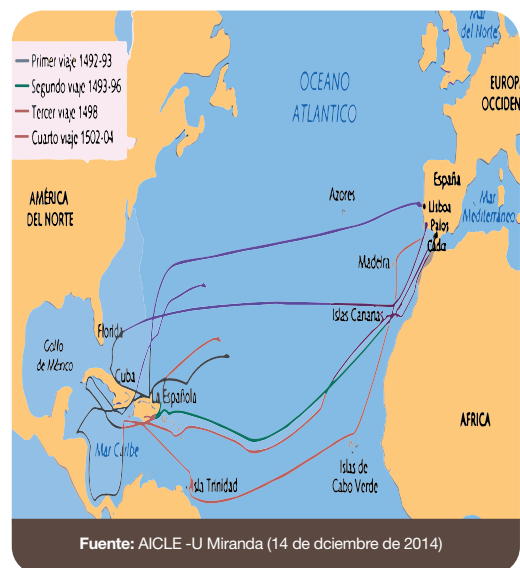 Mar
del Norte
Primer viaje 1492-93
Segundo viaje 1493-96
Tercer viaje 1498
Cuarto viaje 1502-04
OCEANO
ATLANTICO
EUROPA
OCCIDEN
AMÉRICA
DEL NORTE
España
Azores
Lisboa
Mar
Mediterráneo
Palos
Cádiz
Madeira
Islas Canarias
Florida
Golfo
de México
Cuba
La Española
AFRICA
Mar Caribe
Isla Trinidad
Islas de
Cabo Verde
Fuente: AICLE -U Miranda (14 de dciembre de 2014)